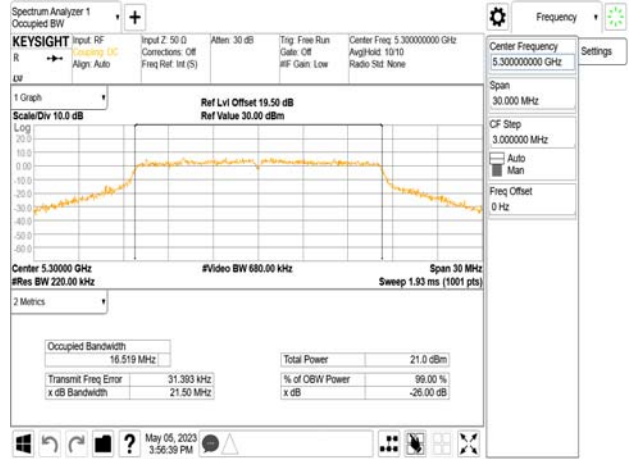 Spectrum Analyzer 1
Occupied BW
+
Frequency
KEYSIGHT Input: RF Input Z: 50 Ω Atten: 30 dB Trig: Free Run Center Freq: 5.300000000 GHz
R Coupling: DC Corrections: Off Gate: Off Avg|Hold: 10/10
Align: Auto Freq Ref: Int (S) #IF Gain: Low Radio Std: None
LXI
Center Frequency
5.300000000 GHz
Settings
Span
30.000 MHz
CF Step
3.000000 MHz
Auto
Man
Freq Offset
0 Hz
1 Graph
Ref Lvl Offset 19.50 dB
Scale/Div 10.0 dB Ref Value 30.00 dBm
Log
20.0
10.0
0.00
-10.0
-20.0
-30.0
-40.0
-50.0
-60.0
Center 5.30000 GHz #Video BW 680.00 kHz Span 30 MHz
#Res BW 220.00 kHz Sweep 1.93 ms (1001 pts)
2 Metrics
Occupied Bandwidth
16.519 MHz Total Power 21.0 dBm
Transmit Freq Error 31.393 kHz % of OBW Power 99.00 %
x dB Bandwidth 21.50 MHz x dB -26.00 dB
?
May 05, 2023
3:56:39 PM